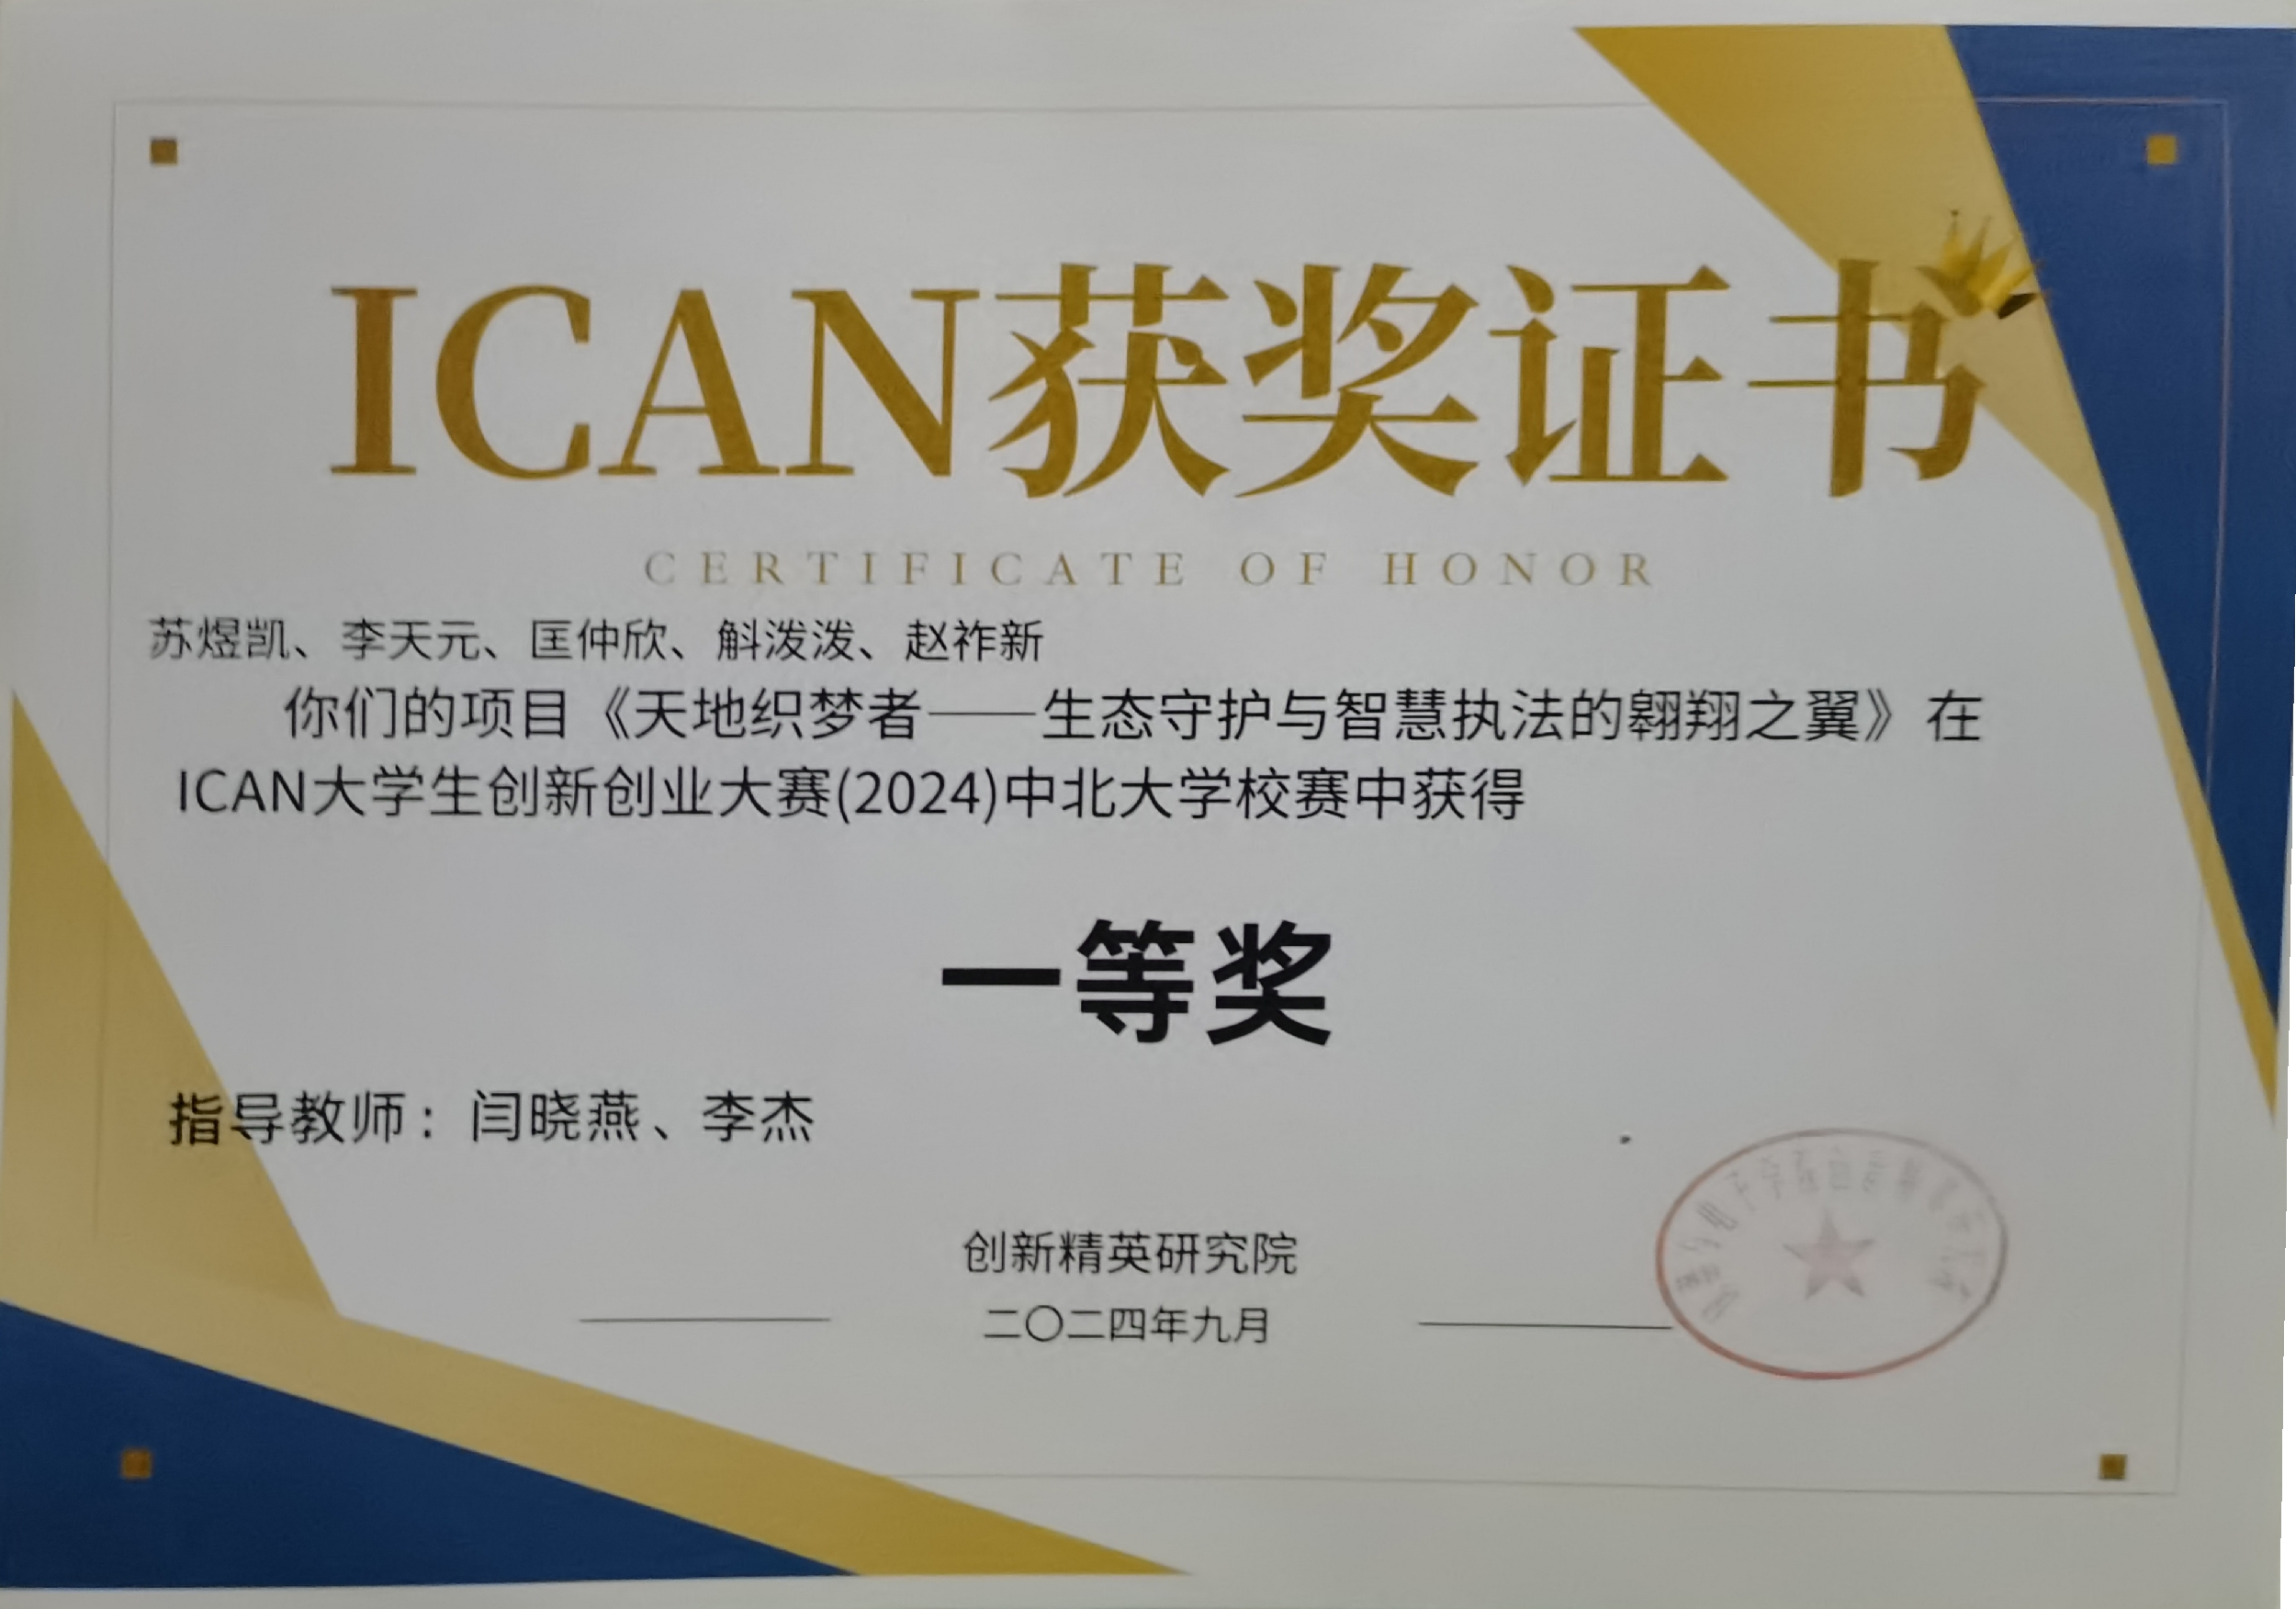 ICAN获奖证书
CERTIFICATE OF HONOR
苏煜凯、李天元、匡仲欣、斛泼泼、赵祚新
你们的项目《天地织梦者——生态守护与智慧执法的翱翔之翼》在
ICAN大学生创新创业大赛(2024)中北大学校赛中获得
一等奖
指导教师：闫晓燕、李杰
创新精英研究院
二〇二四年九月